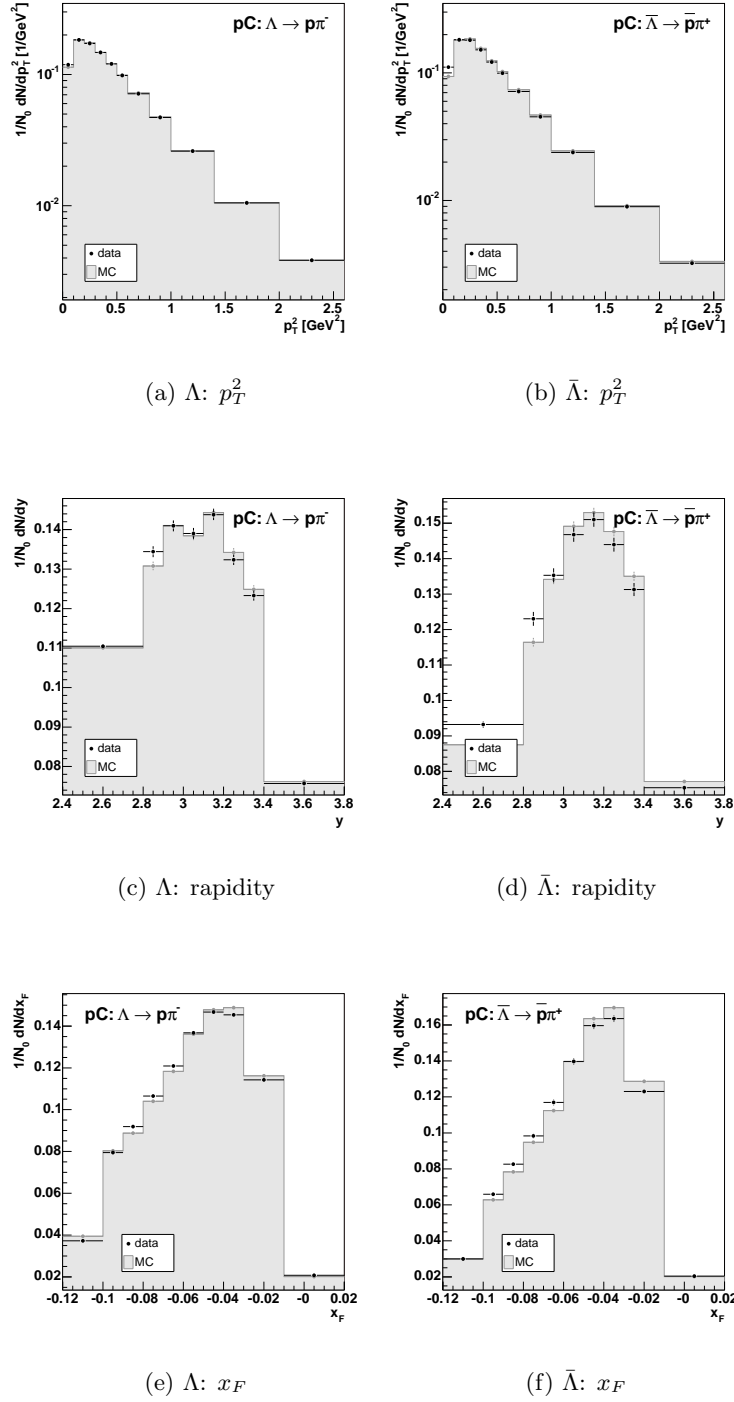 pC: Λ → pπ⁻
1/N₀ dN/dp²_T [1/GeV²]
10⁻¹
10⁻²
data
MC
0 0.5 1 1.5 2 2.5
p²_T [GeV²]
(a) Λ: p²_T
pC: Λ̄ → p̄π⁺
1/N₀ dN/dp²_T [1/GeV²]
10⁻¹
10⁻²
data
MC
0 0.5 1 1.5 2 2.5
p²_T [GeV²]
(b) Λ̄: p²_T
pC: Λ → pπ⁻
1/N₀ dN/dy
0.14
0.13
0.12
0.11
0.1
0.09
0.08
data
MC
2.4 2.6 2.8 3 3.2 3.4 3.6 3.8
y
(c) Λ: rapidity
pC: Λ̄ → p̄π⁺
1/N₀ dN/dy
0.15
0.14
0.13
0.12
0.11
0.1
0.09
0.08
data
MC
2.4 2.6 2.8 3 3.2 3.4 3.6 3.8
y
(d) Λ̄: rapidity
pC: Λ → pπ⁻
1/N₀ dN/dx_F
0.14
0.12
0.1
0.08
0.06
0.04
0.02
data
MC
-0.12 -0.1 -0.08 -0.06 -0.04 -0.02 -0 0.02
x_F
(e) Λ: x_F
pC: Λ̄ → p̄π⁺
1/N₀ dN/dx_F
0.16
0.14
0.12
0.1
0.08
0.06
0.04
0.02
data
MC
-0.12 -0.1 -0.08 -0.06 -0.04 -0.02 -0 0.02
x_F
(f) Λ̄: x_F